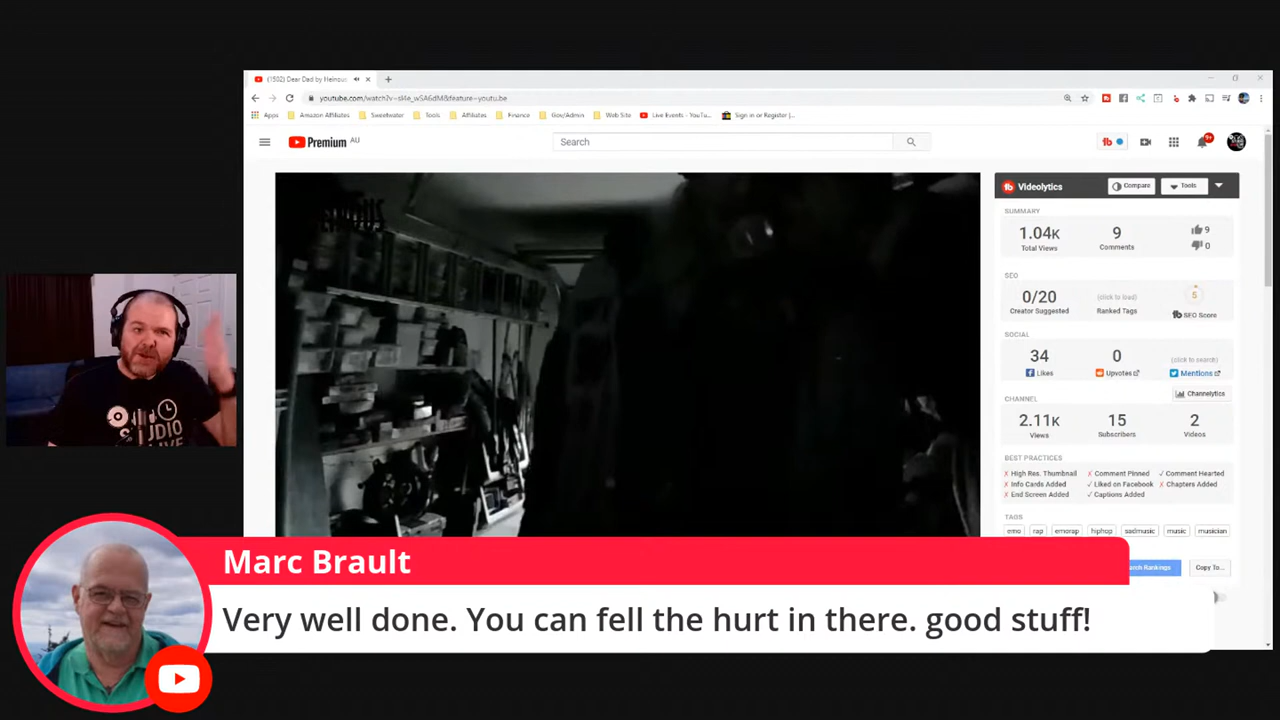 (1502) Dear Dad by Heinous
youtube.com/watch?v=sl4e_wSA6dM&feature=youtu.be
Apps Amazon Affiliates Sweetwater Tools Affiliates Finance Gov/Admin Web Site Live Events - YouTu... Sign in or Register |...
Premium AU
Search
9+
Videolytics Compare Tools
SUMMARY
1.04K 9 9
Total Views Comments 0
SEO
0/20 (click to load) 5
Creator Suggested Ranked Tags SEO Score
SOCIAL
34 0 (click to search)
Likes Upvotes Mentions
Channelytics
CHANNEL
2.11K 15 2
Views Subscribers Videos
BEST PRACTICES
High Res. Thumbnail Comment Pinned Comment Hearted
Info Cards Added Liked on Facebook Chapters Added
End Screen Added Captions Added
TAGS
emo rap emorap hiphop sadmusic music musician
Rankings Copy To...
Marc Brault
Very well done. You can fell the hurt in there. good stuff!